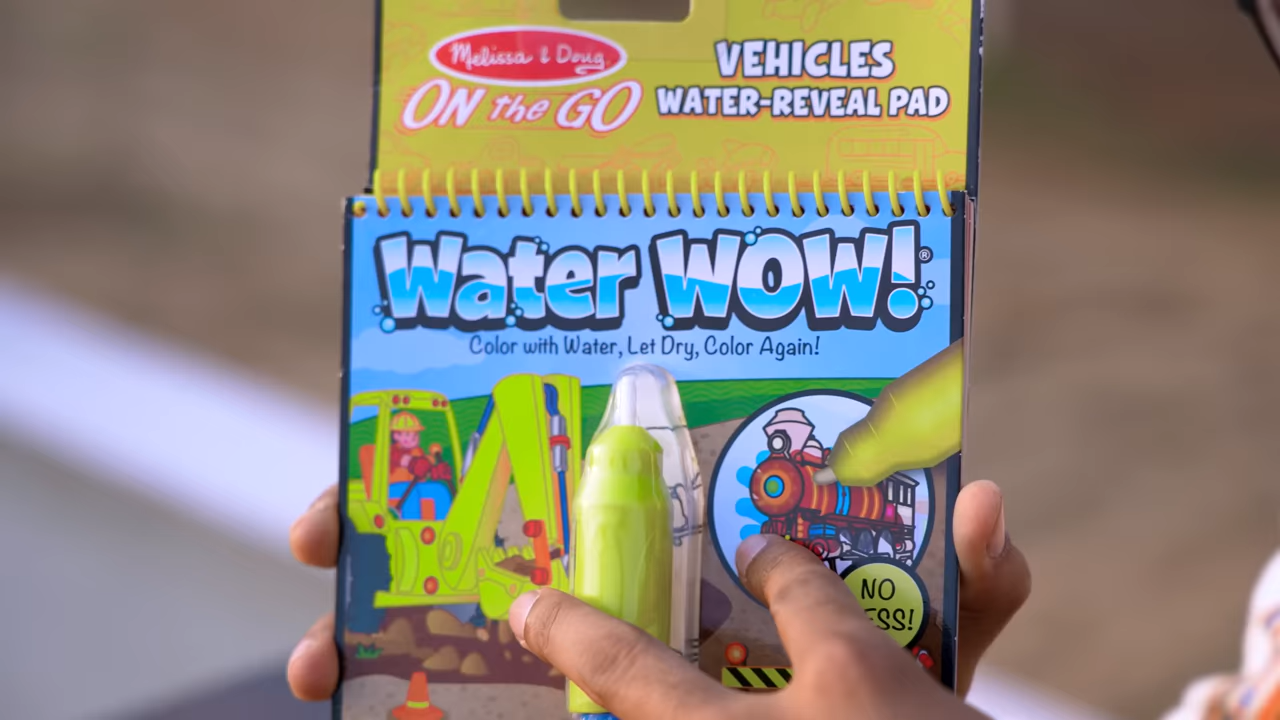 Melissa & Doug
ON the GO
VEHICLES
WATER-REVEAL PAD
Water WOW!®
Color with Water, Let Dry, Color Again!
NO